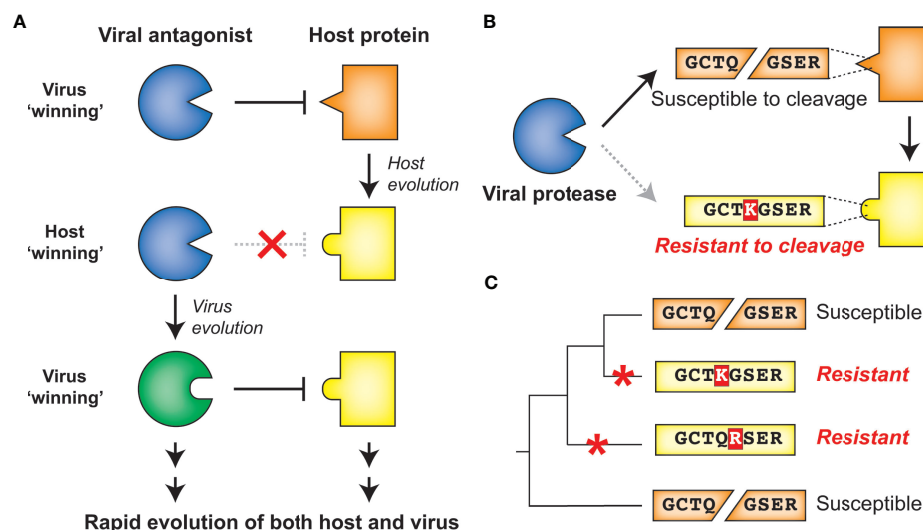 A
Viral antagonist
Host protein
Virus
‘winning’
Host
evolution
Host
‘winning’
Virus
evolution
Virus
‘winning’
Rapid evolution of both host and virus
B
GCTQ GSER
Susceptible to cleavage
Viral protease
GCTKGSER
Resistant to cleavage
C
GCTQ GSER Susceptible
GCTKGSER Resistant
GCTQRSER Resistant
GCTQ GSER Susceptible